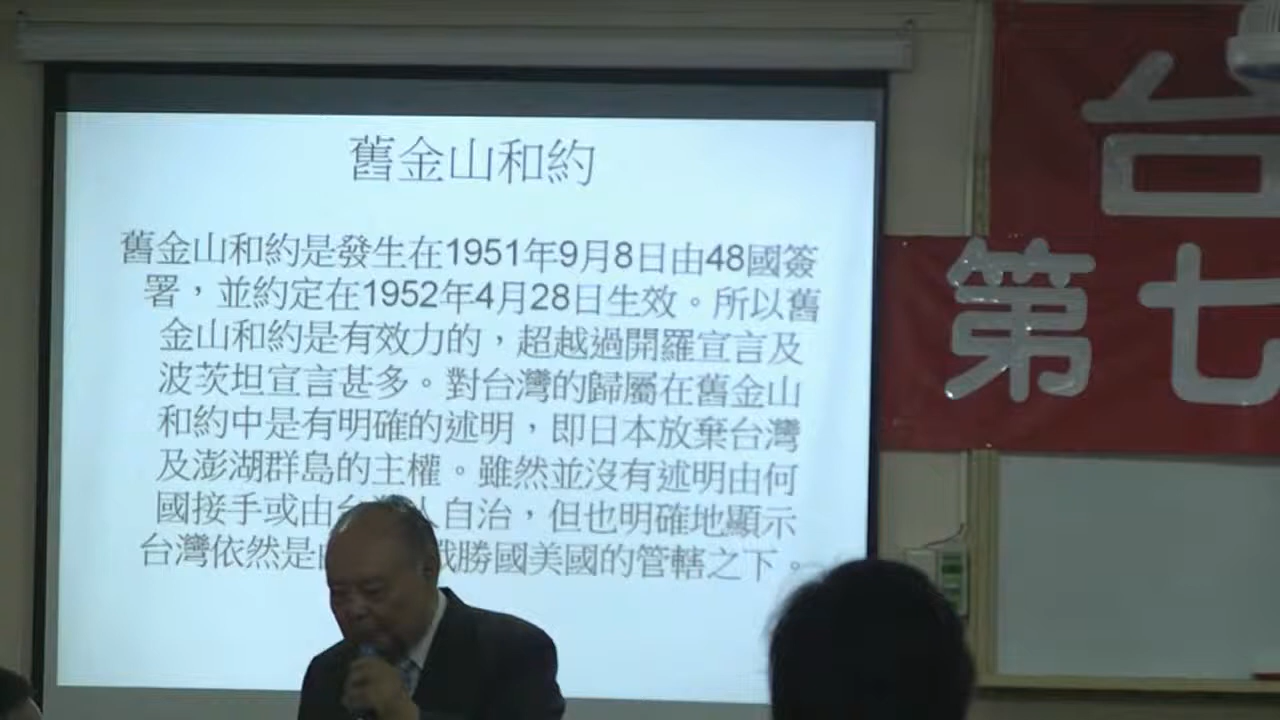 舊金山和約
舊金山和約是發生在1951年9月8日由48國簽
署，並約定在1952年4月28日生效。所以舊
金山和約是有效力的，超越過開羅宣言及
波茨坦宣言甚多。對台灣的歸屬在舊金山
和約中是有明確的述明，即日本放棄台灣
及澎湖群島的主權。雖然並沒有述明由何
國接手或由台 人自治，但也明確地顯示
台灣依然是 戰勝國美國的管轄之下。
台
第七